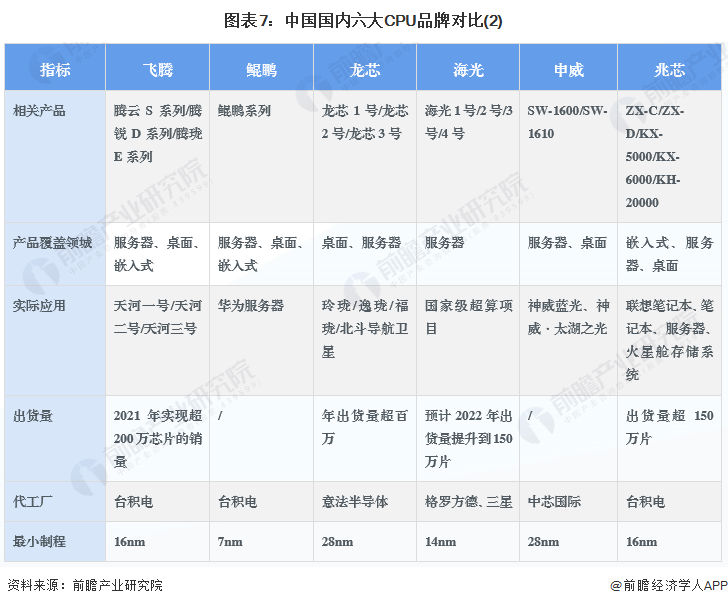 图表7：中国国内六大CPU品牌对比(2)
指标 飞腾 鲲鹏 龙芯 海光 申威 兆芯
相关产品
腾云 S 系列/腾
锐 D 系列/腾珑
E 系列
鲲鹏系列
龙芯 1 号/龙芯
2 号/龙芯 3 号
海光1号/2号/3
号/4 号
SW-1600/SW-
1610
ZX-C/ZX-
D/KX-
5000/KX-
6000/KH-
20000
产品覆盖领域
服务器、桌面、
嵌入式
服务器、桌面、
嵌入式
桌面、服务器
服务器
服务器、桌面
嵌入式、服务
器、桌面
实际应用
天河一号/天河
二号/天河三号
华为服务器
玲珑/逸珑/福
珑/北斗导航卫
星
国家级超算项
目
神威蓝光、神
威·太湖之光
联想笔记本、笔
记本、服务器、
火星舱存储系
统
出货量
2021 年实现超
200万芯片的销
量
/
年出货量超百
万
预计 2022 年出
货量提升到150
万片
/
出货量超 150
万片
代工厂
台积电
台积电
意法半导体
格罗方德、三星
中芯国际
台积电
最小制程
16nm
7nm
28nm
14nm
28nm
16nm
资料来源：前瞻产业研究院
@前瞻经济学人APP
前瞻产业研究院